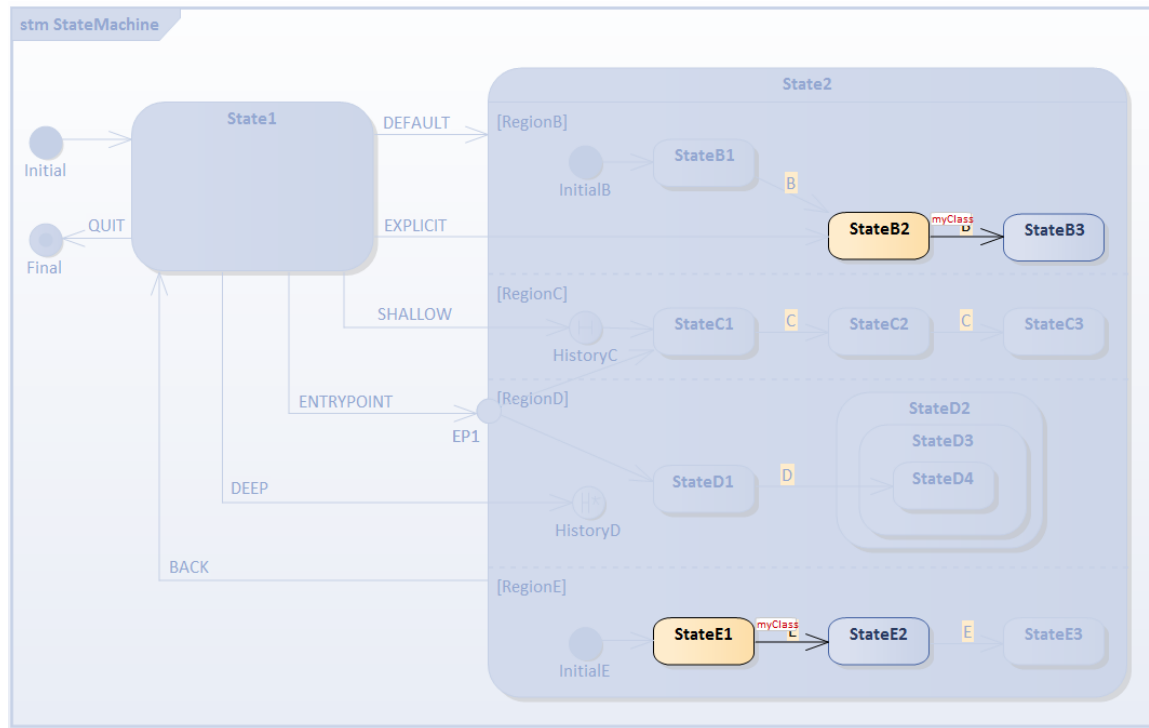 stm StateMachine
State2
State1
DEFAULT
[RegionB]
Initial
InitialB
StateB1
B
QUIT
EXPLICIT
StateB2
myClass
StateB3
Final
[RegionC]
SHALLOW
HistoryC
StateC1
C
StateC2
C
StateC3
ENTRYPOINT
[RegionD]
EP1
StateD2
StateD3
StateD1
D
StateD4
DEEP
HistoryD
BACK
[RegionE]
InitialE
StateE1
myClass
StateE2
E
StateE3